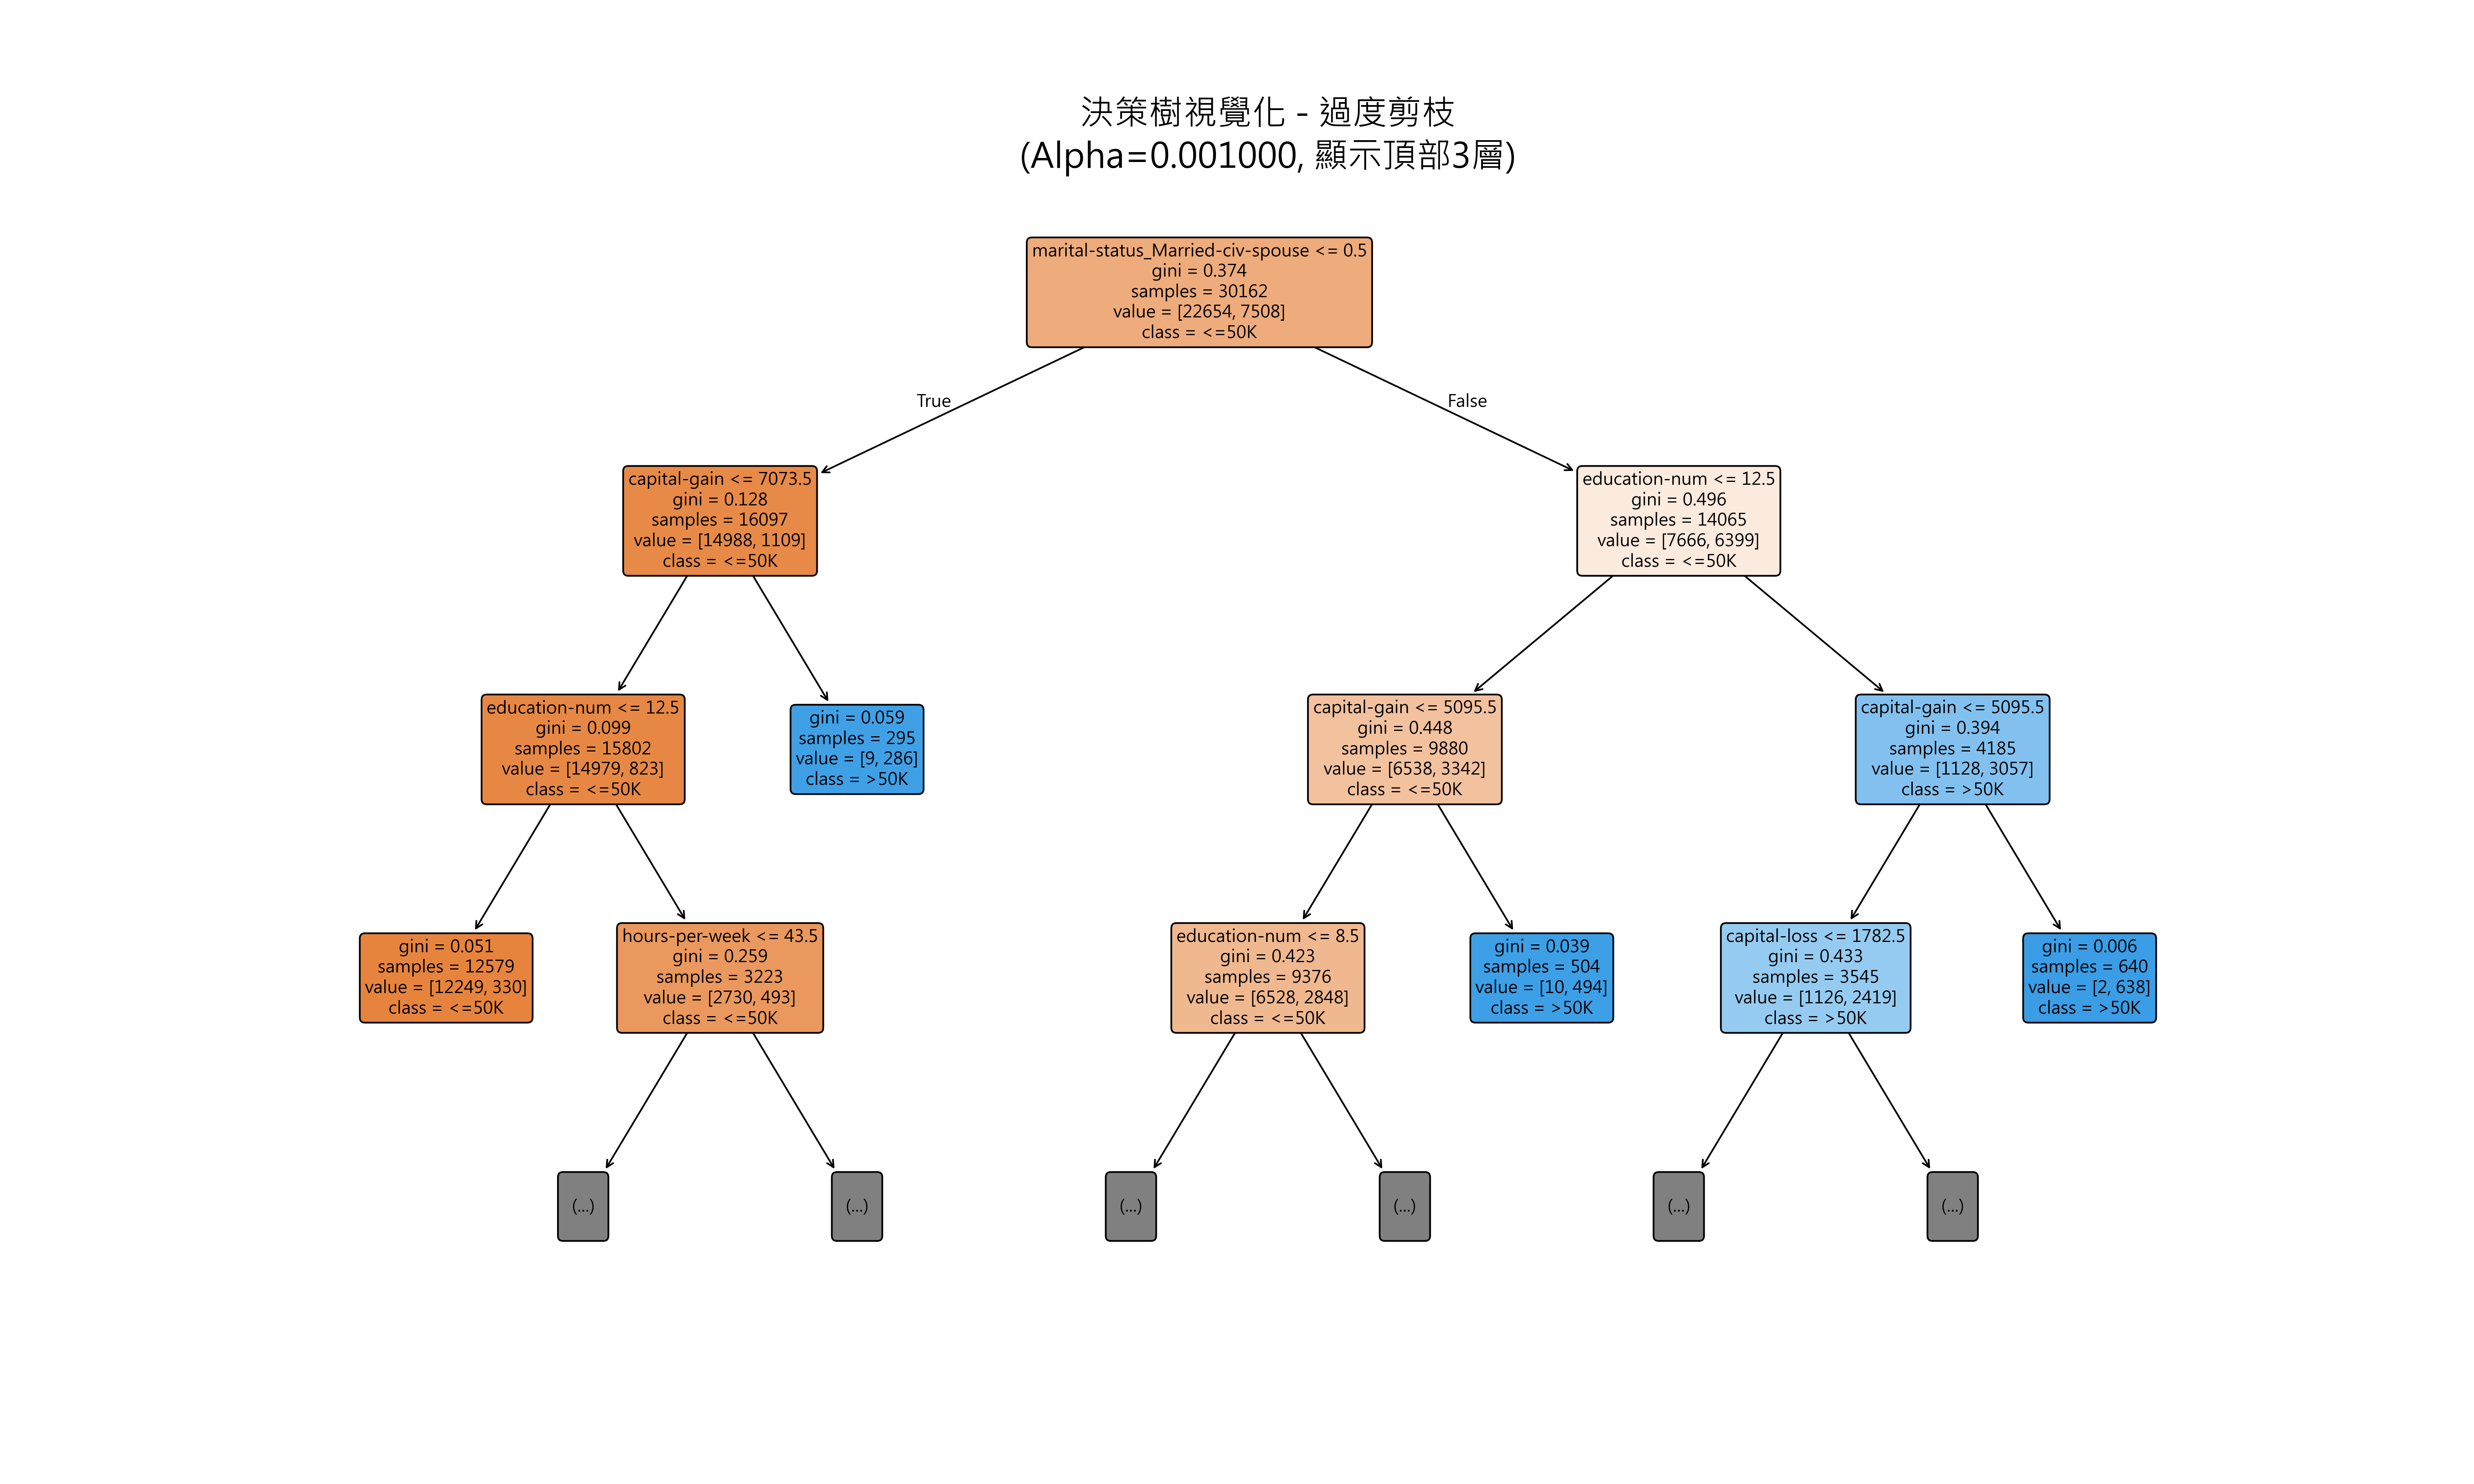 決策樹視覺化 - 過度剪枝
(Alpha=0.001000, 顯示頂部3層)
marital-status_Married-civ-spouse <= 0.5
gini = 0.374
samples = 30162
value = [22654, 7508]
class = <=50K
True
False
capital-gain <= 7073.5
gini = 0.128
samples = 16097
value = [14988, 1109]
class = <=50K
education-num <= 12.5
gini = 0.496
samples = 14065
value = [7666, 6399]
class = <=50K
education-num <= 12.5
gini = 0.099
samples = 15802
value = [14979, 823]
class = <=50K
gini = 0.059
samples = 295
value = [9, 286]
class = >50K
capital-gain <= 5095.5
gini = 0.448
samples = 9880
value = [6538, 3342]
class = <=50K
capital-gain <= 5095.5
gini = 0.394
samples = 4185
value = [1128, 3057]
class = >50K
gini = 0.051
samples = 12579
value = [12249, 330]
class = <=50K
hours-per-week <= 43.5
gini = 0.259
samples = 3223
value = [2730, 493]
class = <=50K
education-num <= 8.5
gini = 0.423
samples = 9376
value = [6528, 2848]
class = <=50K
gini = 0.039
samples = 504
value = [10, 494]
class = >50K
capital-loss <= 1782.5
gini = 0.433
samples = 3545
value = [1126, 2419]
class = >50K
gini = 0.006
samples = 640
value = [2, 638]
class = >50K
(...)
(...)
(...)
(...)
(...)
(...)